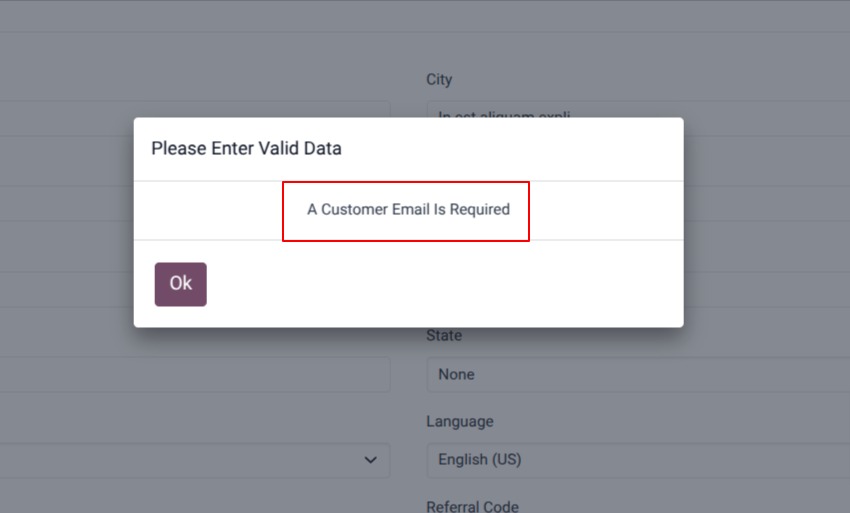 City
In est aliquam expli
Please Enter Valid Data
A Customer Email Is Required
Ok
State
None
Language
English (US)
Referral Code